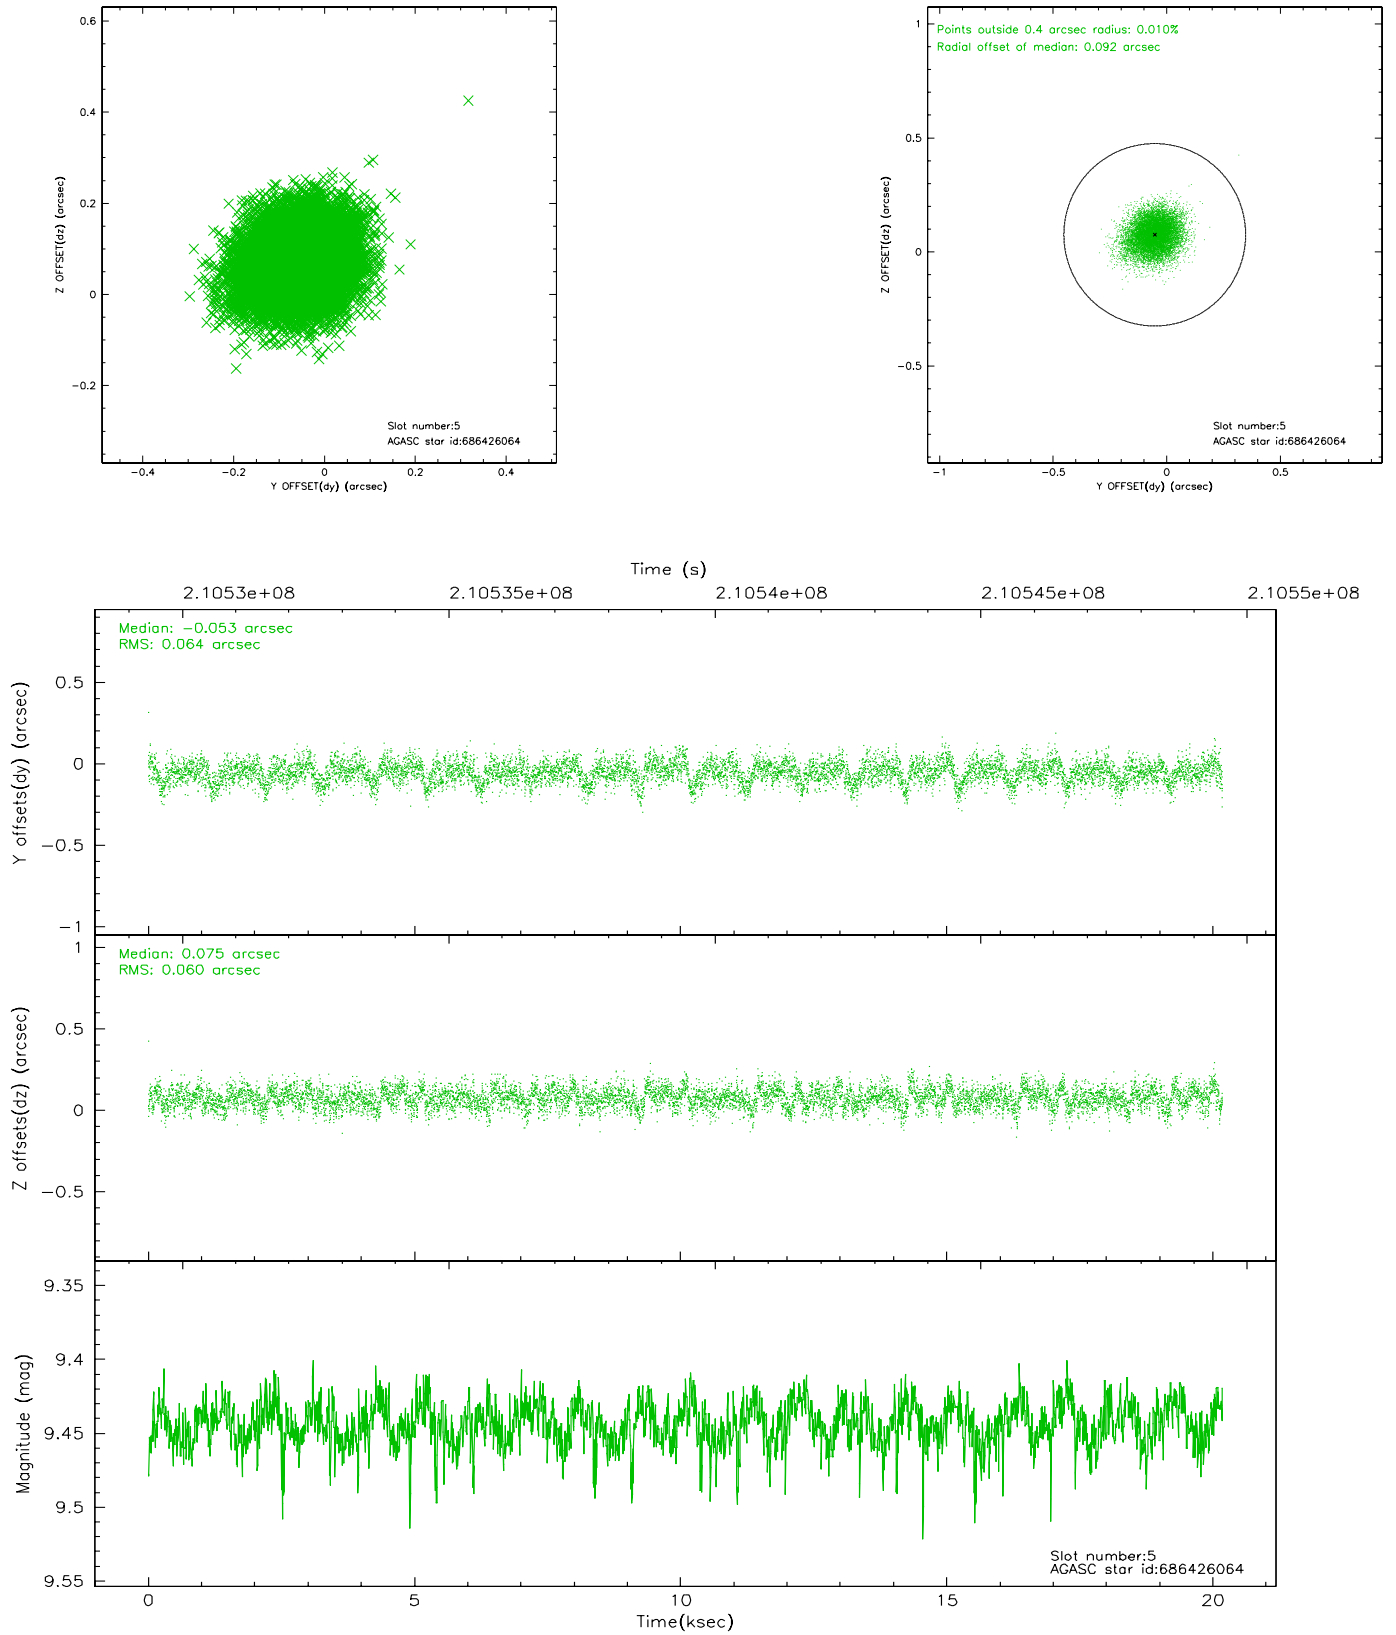 0.6
0.4
0.2
0
−0.2
Z OFFSET(dz) (arcsec)
Slot number:5
AGASC star id:686426064
−0.4 −0.2 0 0.2 0.4
Y OFFSET(dy) (arcsec)
Points outside 0.4 arcsec radius: 0.010%
Radial offset of median: 0.092 arcsec
1
0.5
0
−0.5
Z OFFSET(dz) (arcsec)
Slot number:5
AGASC star id:686426064
−1 −0.5 0 0.5
Y OFFSET(dy) (arcsec)
Time (s)
2.1053e+08 2.10535e+08 2.1054e+08 2.10545e+08 2.1055e+08
Median: −0.053 arcsec
RMS: 0.064 arcsec
0.5
0
−0.5
−1
Y offsets(dy) (arcsec)
Median: 0.075 arcsec
RMS: 0.060 arcsec
1
0.5
0
−0.5
Z offsets(dz) (arcsec)
9.35
9.4
9.45
9.5
9.55
Magnitude (mag)
Slot number:5
AGASC star id:686426064
0 5 10 15 20
Time(ksec)